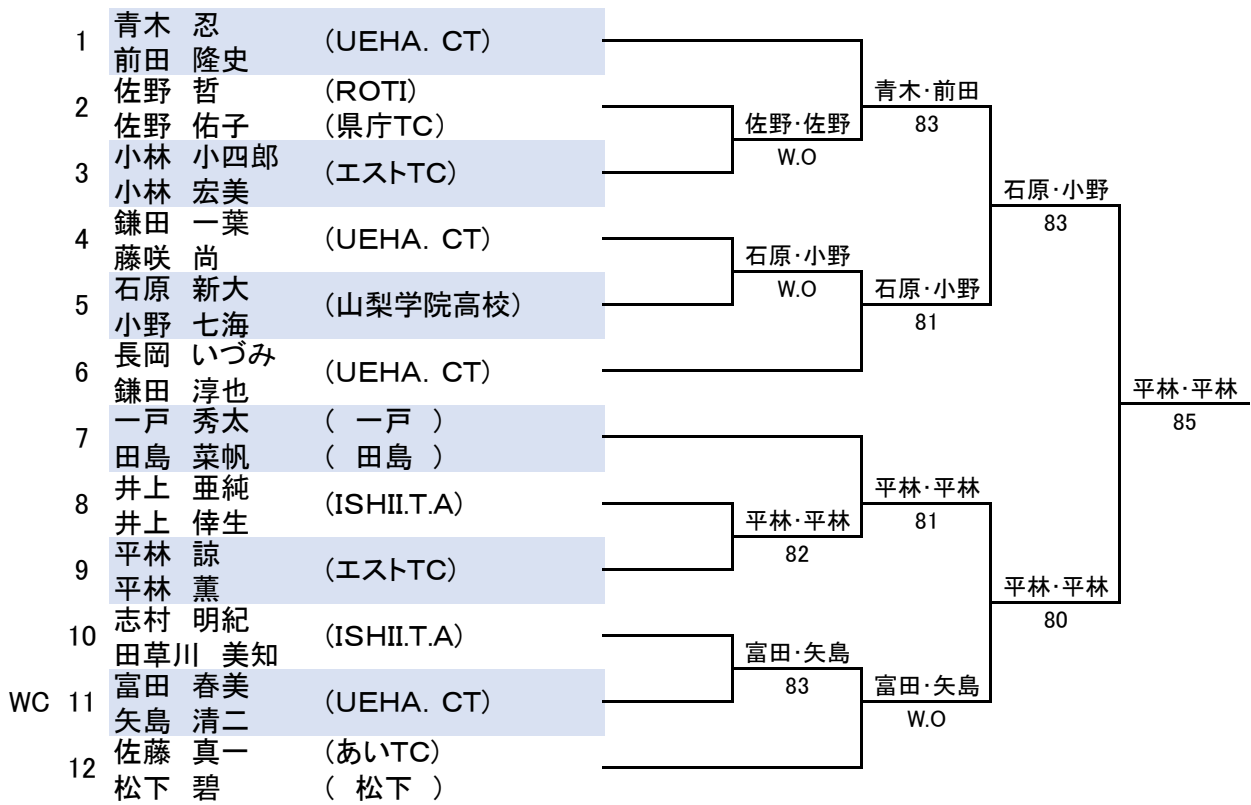 1 青木 忍 (UEHA. CT)
前田 隆史
2 佐野 哲 (ROTI)
佐野 佑子 (県庁TC)
3 小林 小四郎 (エストTC)
小林 宏美
4 鎌田 一葉 (UEHA. CT)
藤咲 尚
5 石原 新大 (山梨学院高校)
小野 七海
6 長岡 いづみ (UEHA. CT)
鎌田 淳也
7 一戸 秀太 ( 一戸 )
田島 菜帆 ( 田島 )
8 井上 亜純 (ISHII.T.A)
井上 倖生
9 平林 諒 (エストTC)
平林 薫
10 志村 明紀 (ISHII.T.A)
田草川 美知
WC 11 富田 春美 (UEHA. CT)
矢島 清二
12 佐藤 真一 (あいTC)
松下 碧 ( 松下 )
佐野・佐野
W.O
石原・小野
W.O
平林・平林
82
富田・矢島
83
青木・前田
83
石原・小野
81
平林・平林
81
富田・矢島
W.O
石原・小野
83
平林・平林
80
平林・平林
85